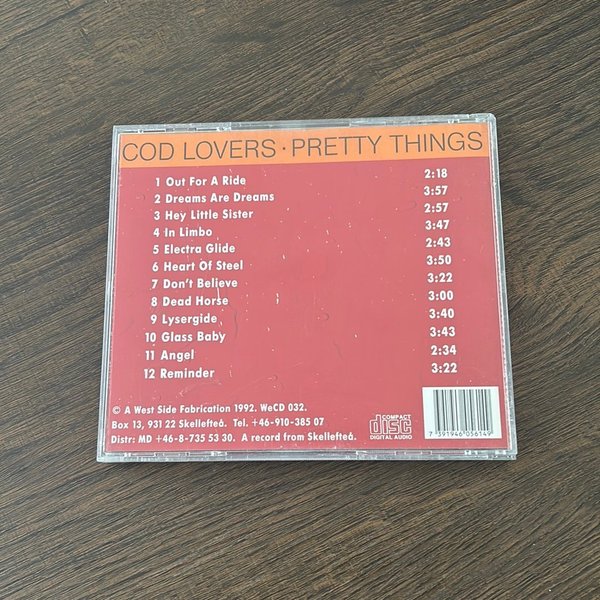 COD LOVERS · PRETTY THINGS
1 Out For A Ride 2:18
2 Dreams Are Dreams 3:57
3 Hey Little Sister 2:57
4 In Limbo 3:47
5 Electra Glide 2:43
6 Heart Of Steel 3:50
7 Don't Believe 3:22
8 Dead Horse 3:00
9 Lysergide 3:40
10 Glass Baby 3:43
11 Angel 2:34
12 Reminder 3:22
© A West Side Fabrication 1992. WeCD 032.
Box 13, 931 22 Skellefteå. Tel. +46-910-385 07
Distr: MD +46-8-735 53 30. A record from Skellefteå.
COMPACT
disc
DIGITAL AUDIO
7 391946 056149